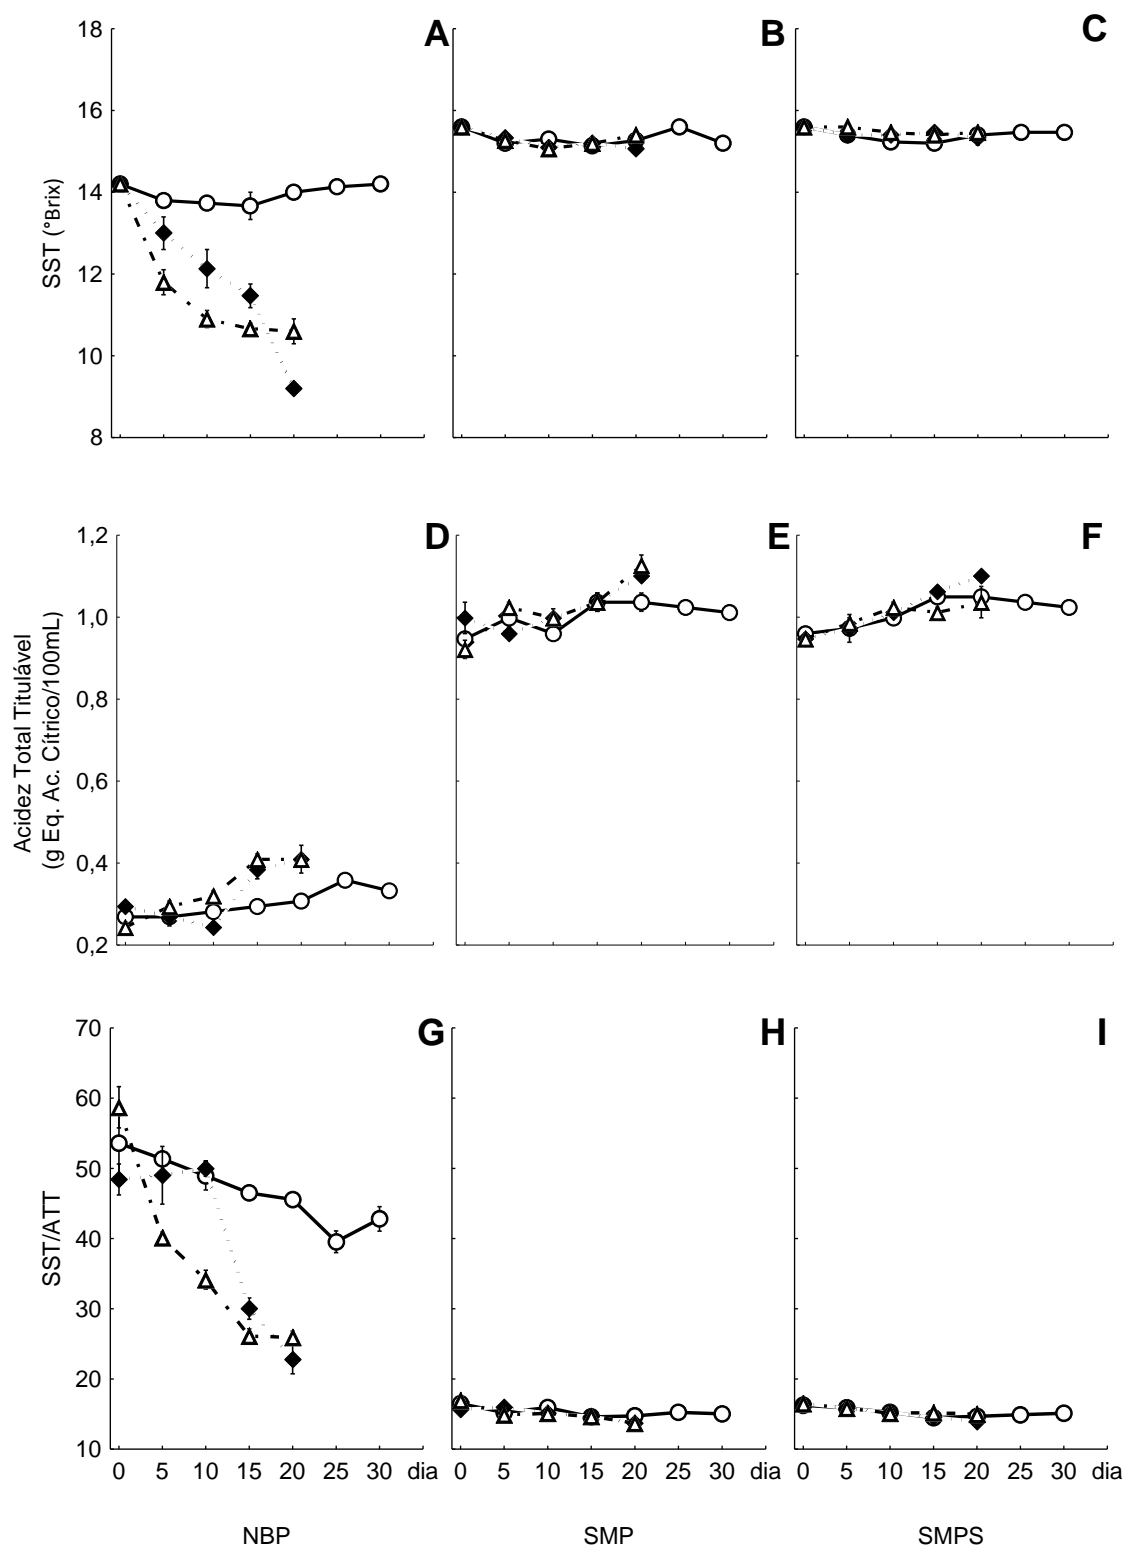 18
16
14
12
10
8
SST (°Brix)
A
B
C
1,2
1,0
0,8
0,6
0,4
0,2
Acidez Total Titulável
(g Eq. Ac. Cítrico/100mL)
D
E
F
70
60
50
40
30
20
10
SST/ATT
G
H
I
0 5 10 15 20 25 30 dia
0 5 10 15 20 25 30 dia
0 5 10 15 20 25 30 dia
NBP
SMP
SMPS